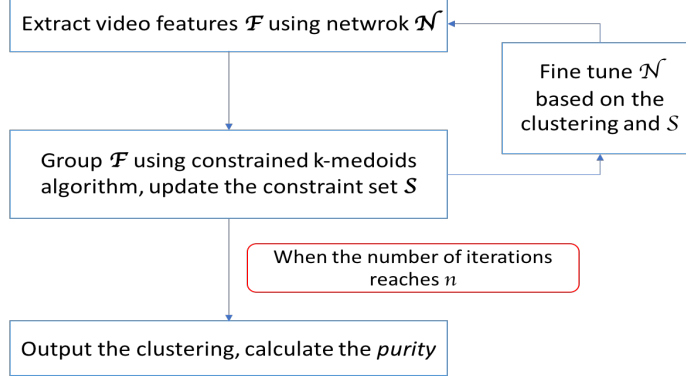 Extract video features 𝓕 using netwrok 𝓝
Fine tune 𝒩
based on the
clustering and 𝑆
Group 𝓕 using constrained k-medoids
algorithm, update the constraint set 𝑺
When the number of iterations
reaches 𝑛
Output the clustering, calculate the purity